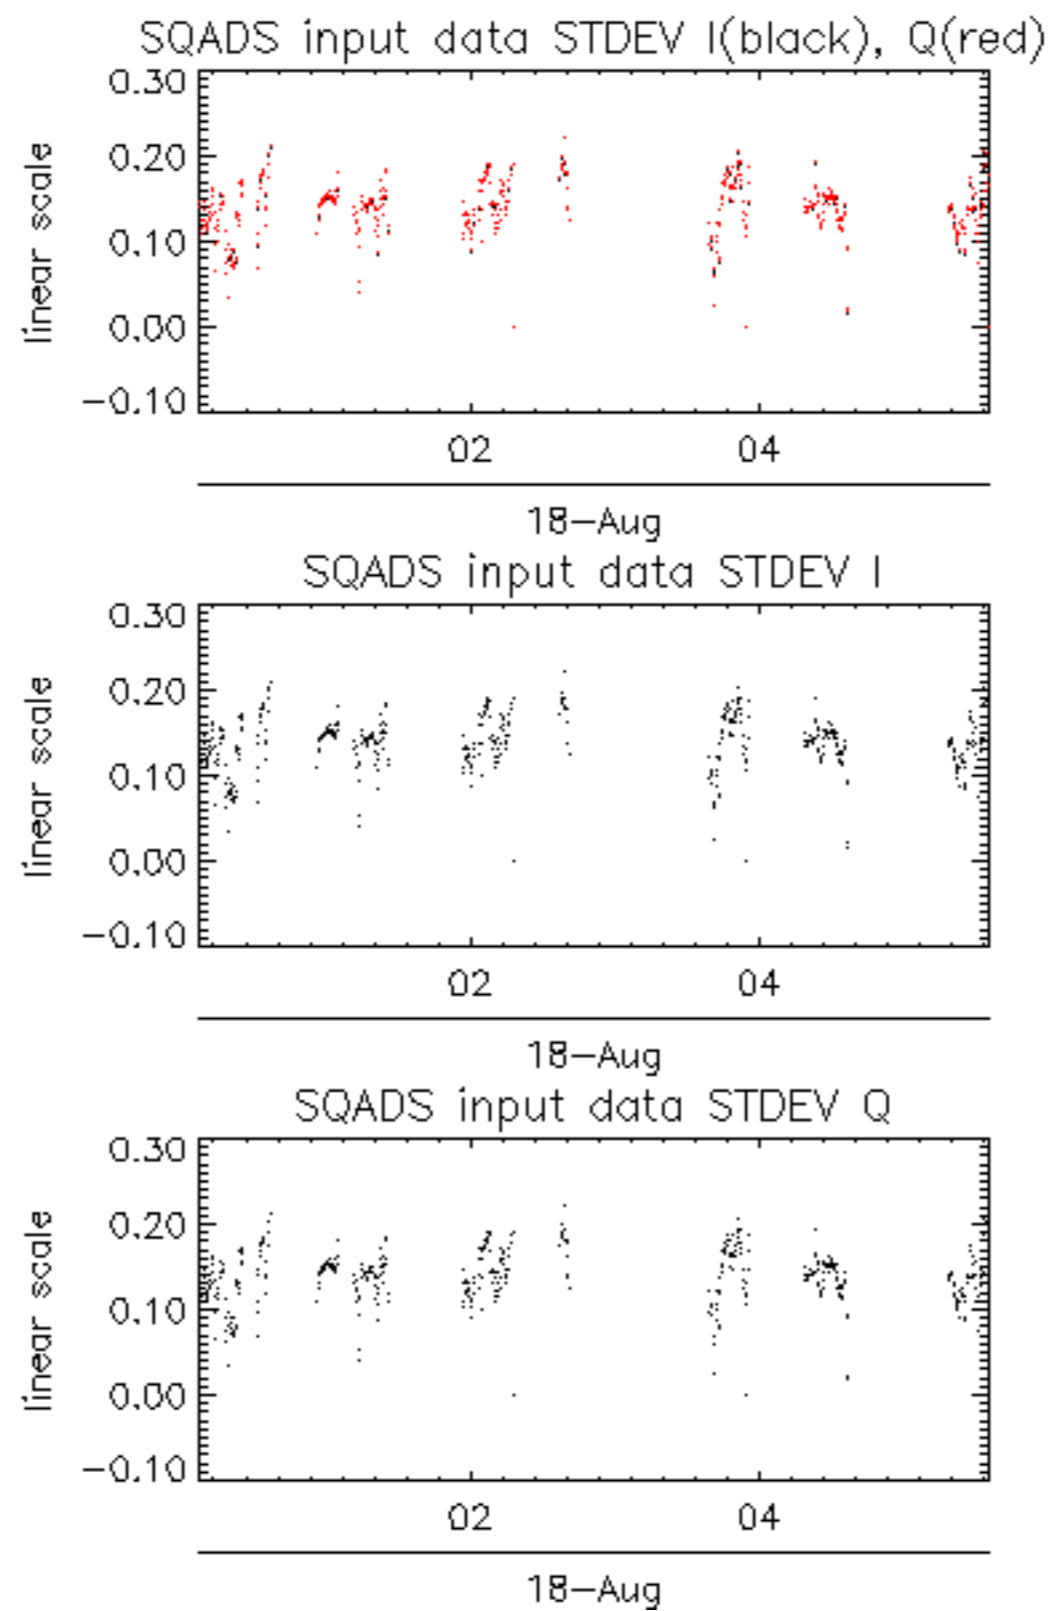 SQADS input data STDEV I(black), Q(red)
0.30
0.20
0.10
0.00
−0.10
linear scale
02 04
18−Aug
SQADS input data STDEV I
0.30
0.20
0.10
0.00
−0.10
linear scale
02 04
18−Aug
SQADS input data STDEV Q
0.30
0.20
0.10
0.00
−0.10
linear scale
02 04
18−Aug